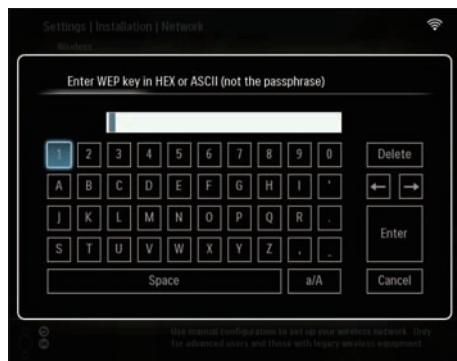 Settings | Installation | Network
Wireless
Enter WEP key in HEX or ASCII (not the passphrase)
1 2 3 4 5 6 7 8 9 0 Delete
A B C D E F G H I ' ← →
J K L M N O P Q R .
Enter
S T U V W X Y Z , _
Space a/A Cancel
Use manual configuration to set up your wireless network. Only
for advanced users and those with legacy wireless equipment.